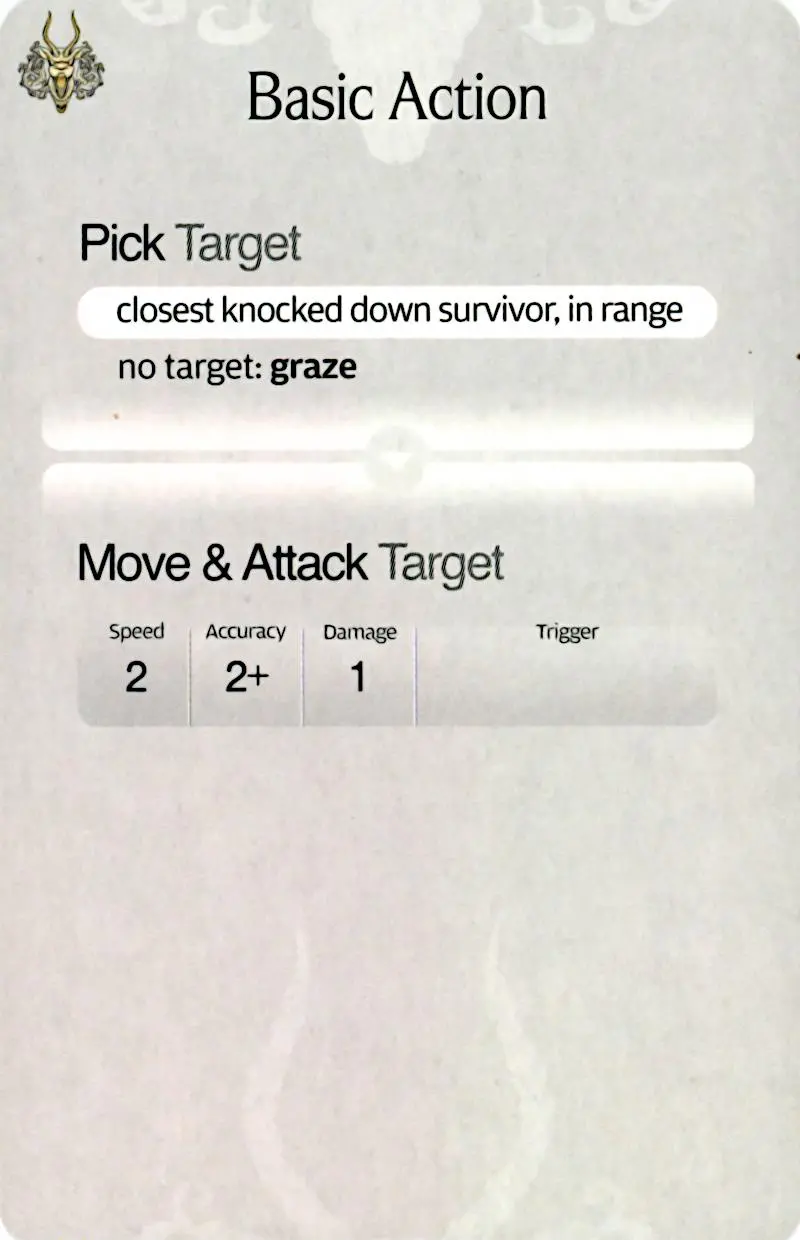 Basic Action
Pick Target
closest knocked down survivor, in range
no target: graze
Move & Attack Target
Speed Accuracy Damage Trigger
2 2+ 1